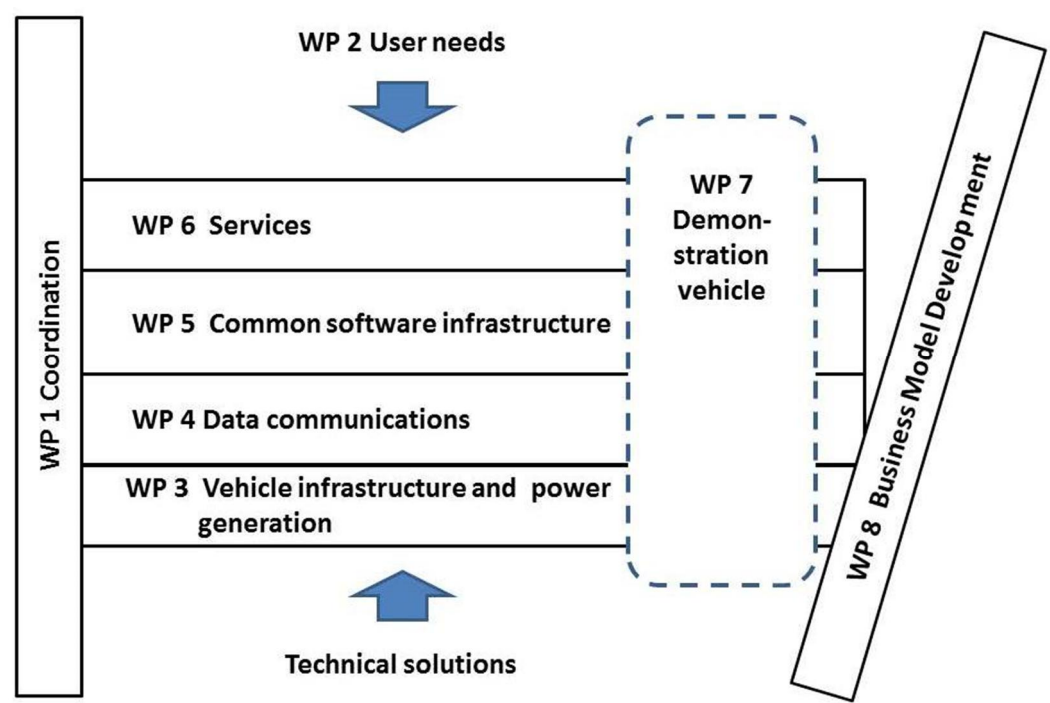 WP 1 Coordination
WP 2 User needs
WP 6 Services
WP 5 Common software infrastructure
WP 4 Data communications
WP 3 Vehicle infrastructure and power
generation
Technical solutions
WP 7
Demon-
stration
vehicle
WP 8 Business Model Development